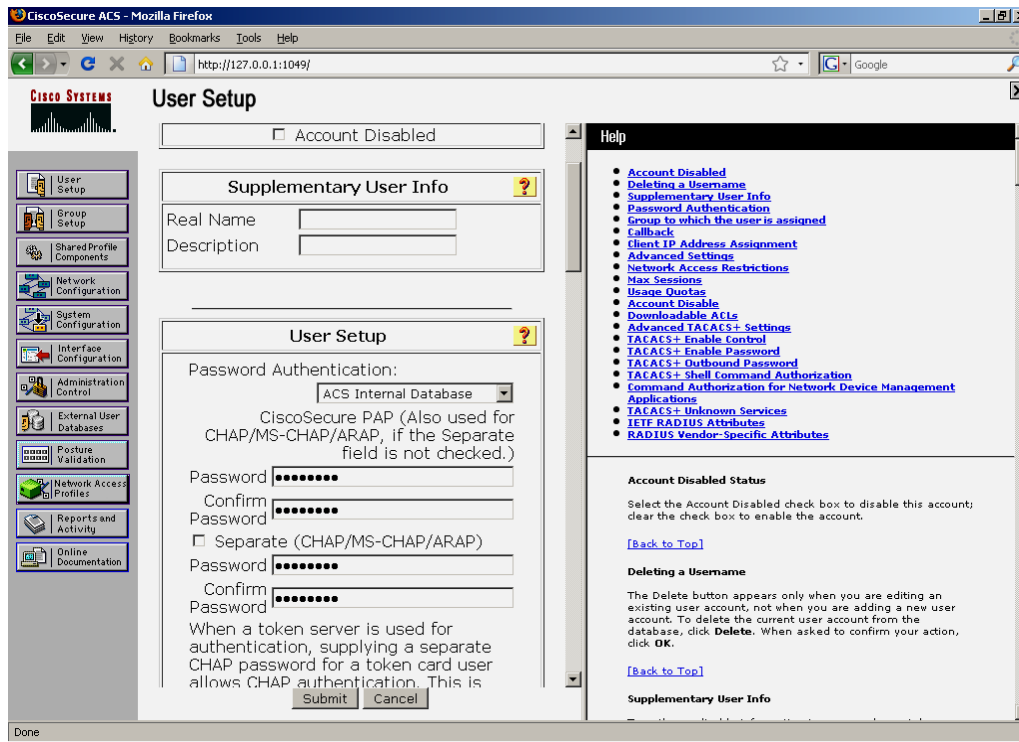 CiscoSecure ACS - Mozilla Firefox
File Edit View History Bookmarks Tools Help
http://127.0.0.1:1049/
G Google
CISCO SYSTEMS
User Setup
User Setup
Group Setup
Shared Profile Components
Network Configuration
System Configuration
Interface Configuration
Administration Control
External User Databases
Posture Validation
Network Access Profiles
Reports and Activity
Online Documentation
Account Disabled
Supplementary User Info ?
Real Name
Description
User Setup ?
Password Authentication:
ACS Internal Database
CiscoSecure PAP (Also used for
CHAP/MS-CHAP/ARAP, if the Separate
field is not checked.)
Password
Confirm
Password
Separate (CHAP/MS-CHAP/ARAP)
Password
Confirm
Password
When a token server is used for
authentication, supplying a separate
CHAP password for a token card user
allows CHAP authentication. This is
Submit Cancel
Help
Account Disabled
Deleting a Username
Supplementary User Info
Password Authentication
Group to which the user is assigned
Callback
Client IP Address Assignment
Advanced Settings
Network Access Restrictions
Max Sessions
Usage Quotas
Account Disable
Downloadable ACLs
Advanced TACACS+ Settings
TACACS+ Enable Control
TACACS+ Enable Password
TACACS+ Outbound Password
TACACS+ Shell Command Authorization
Command Authorization for Network Device Management
Applications
TACACS+ Unknown Services
IETF RADIUS Attributes
RADIUS Vendor-Specific Attributes
Account Disabled Status
Select the Account Disabled check box to disable this account;
clear the check box to enable the account.
[Back to Top]
Deleting a Username
The Delete button appears only when you are editing an
existing user account, not when you are adding a new user
account. To delete the current user account from the
database, click Delete. When asked to confirm your action,
click OK.
[Back to Top]
Supplementary User Info
Done